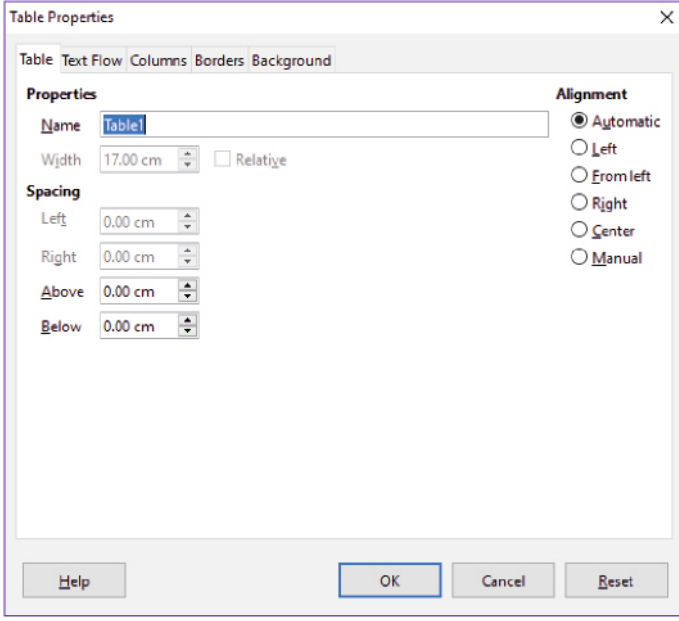 Table Properties
Table Text Flow Columns Borders Background
Properties
Name Table1
Width 17.00 cm Relative
Spacing
Left 0.00 cm
Right 0.00 cm
Above 0.00 cm
Below 0.00 cm
Alignment
Automatic
Left
From left
Right
Center
Manual
Help OK Cancel Reset